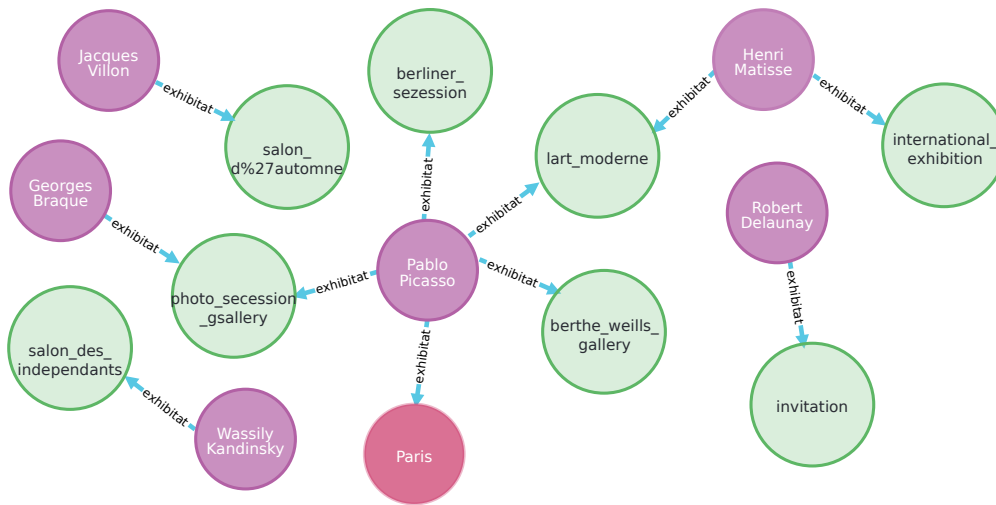 Jacques
Villon
exhibitat
salon_
d%27automne
berliner_
sezession
exhibitat
lart_moderne
exhibitat
Henri
Matisse
exhibitat
international_
exhibition
Georges
Braque
exhibitat
photo_secession
_gsallery
exhibitat
Pablo
Picasso
exhibitat
exhibitat
berthe_weills_
gallery
Robert
Delaunay
exhibitat
invitation
salon_des_
independants
exhibitat
Wassily
Kandinsky
exhibitat
Paris